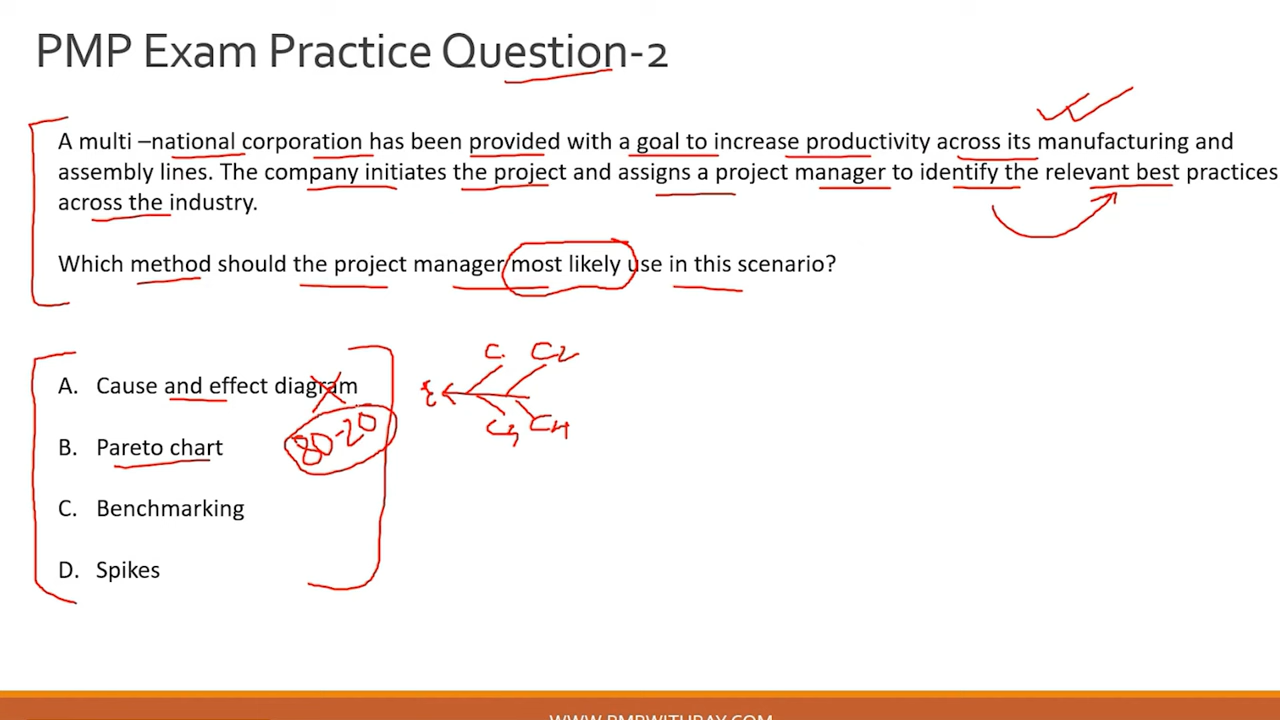 PMP Exam Practice Question-2
A multi –national corporation has been provided with a goal to increase productivity across its manufacturing and
assembly lines. The company initiates the project and assigns a project manager to identify the relevant best practices
across the industry.
Which method should the project manager most likely use in this scenario?
A. Cause and effect diagram
C. C2
C3 C4
B. Pareto chart
80-20
C. Benchmarking
D. Spikes
WWW.PMPWITHRAY.COM